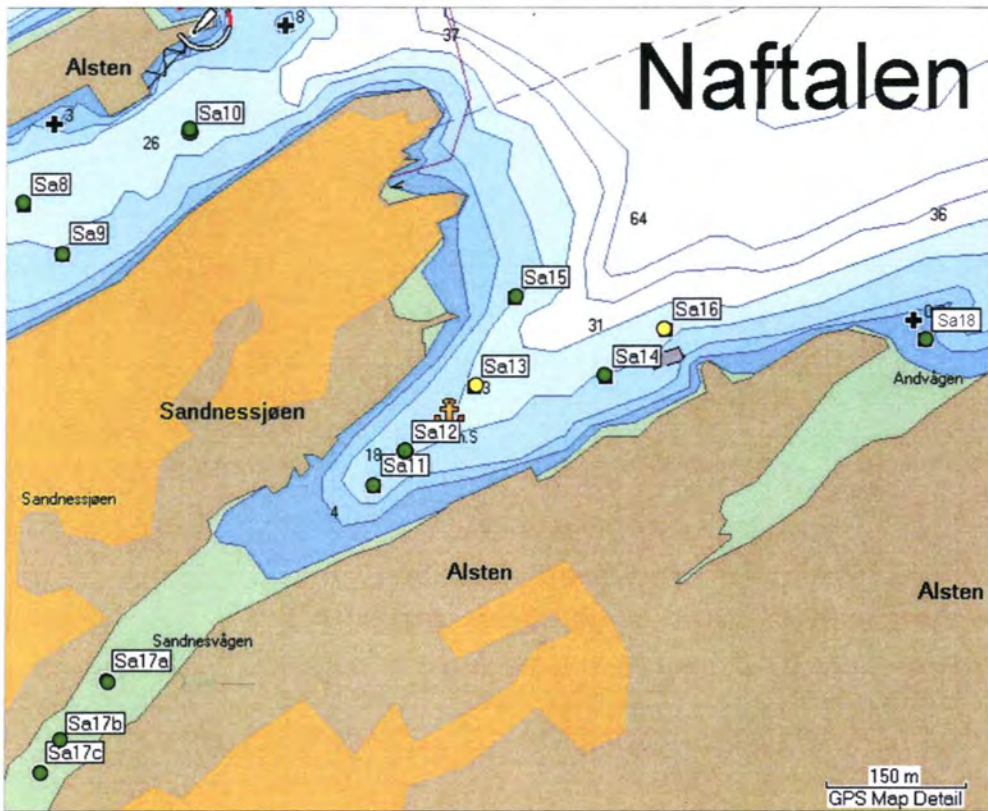 Naftalen
8
37
Alsten
3
26
Sa10
Sa8
Sa9
64
36
Sa15
31
Sa16
Sa18
Sa13
3
Sa14
Andvågen
Sandnessjøen
Sa12
18
Sa11
4
Sandnessjøen
Alsten
Alsten
Sandnesvågen
Sa17a
Sa17b
Sa17c
150 m
GPS Map Detail